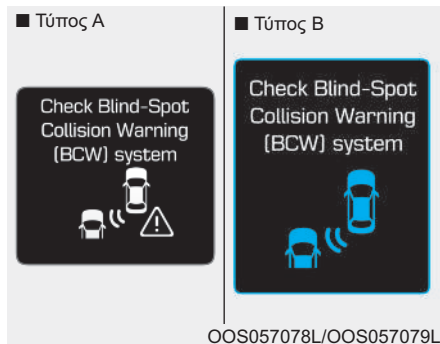 ■ Τύπος A
Check Blind-Spot
Collision Warning
(BCW) system
■ Τύπος B
Check Blind-Spot
Collision Warning
(BCW) system
OOS057078L/OOS057079L